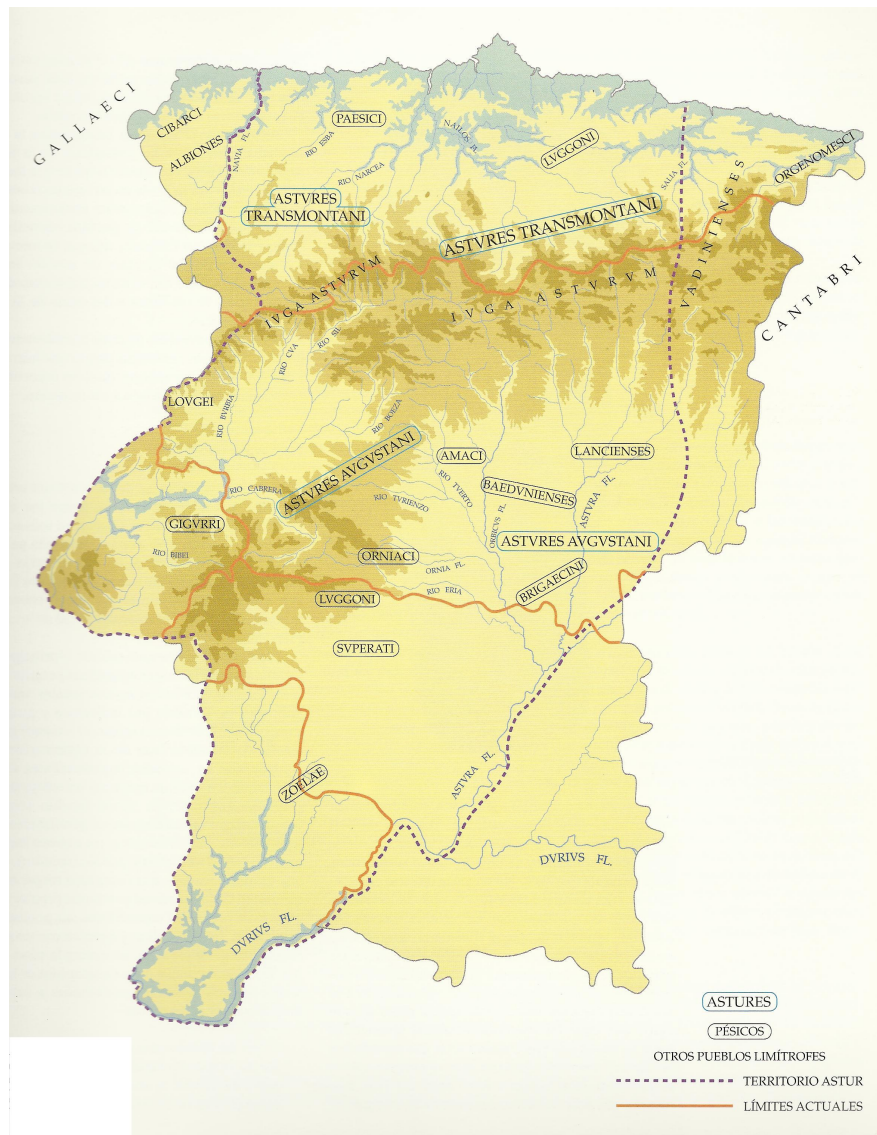 GALLAECI
CIBARCI
ALBIONES
NAVIA FL.
PAESICI
RIO ESBA
RIO NARCEA
NAILOS FL.
LVGGONI
SALIA FL.
ORGENOMESCI
VADINIENSES
CANTABRI
ASTVRES
TRANSMONTANI
ASTVRES TRANSMONTANI
IVGA ASTVRVM
IVGA ASTVRVM
RIO CVA
RIO SIL
LOVGEI
RIO BVRBIA
RIO BOEZA
ASTVRES AVGVSTANI
AMACI
LANCIENSES
RIO CABRERA
RIO TVERTO
BAEDVNIENSES
RIO TVRIENZO
ORBICVS FL.
ASTVRA FL.
GIGVRRI
RIO BIBEI
ASTVRES AVGVSTANI
ORNIACI
ORNIA FL.
RIO ERIA
BRIGAECINI
LVGGONI
SVPERATI
ZOELAE
ASTVRA FL.
DVRIVS FL.
DVRIVS FL.
ASTURES
PÉSICOS
OTROS PUEBLOS LIMÍTROFES
TERRITORIO ASTUR
LÍMITES ACTUALES